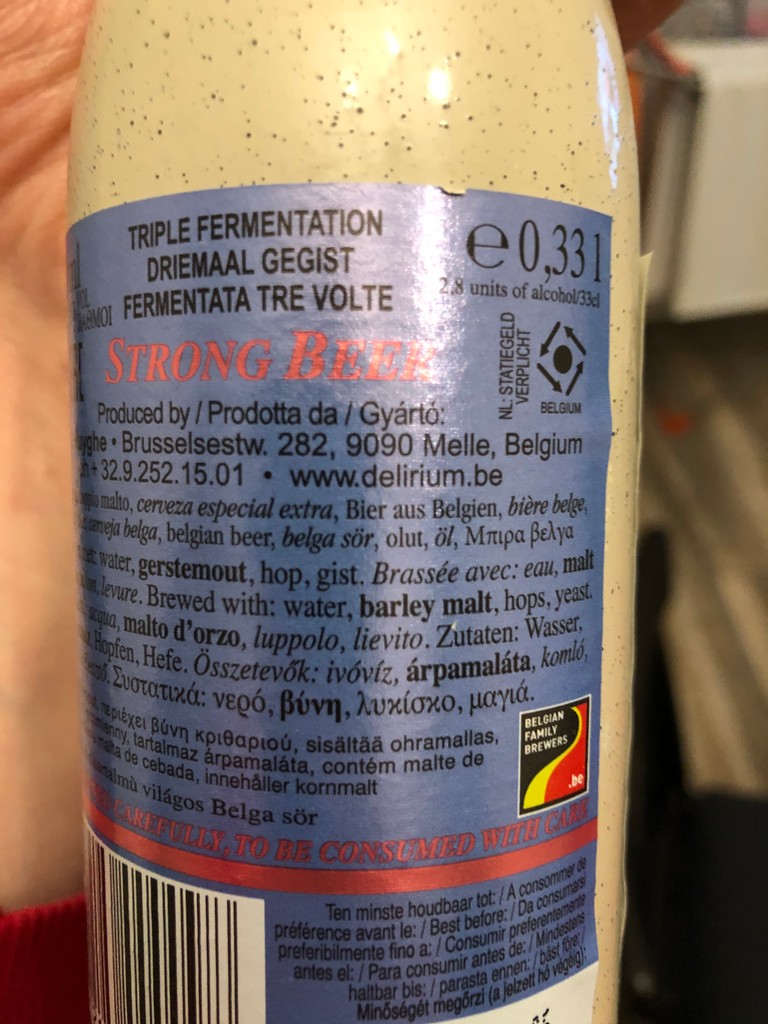 TRIPLE FERMENTATION
DRIEMAAL GEGIST
FERMENTATA TRE VOLTE
e 0,33 l
2,8 units of alcohol/33cl
STRONG BEER
NL: STATIEGELD
VERPLICHT
BELGIUM
Produced by / Prodotta da / Gyártó:
• Brusselsestw. 282, 9090 Melle, Belgium
+ 32.9.252.15.01 • www.delirium.be
malto, cerveza especial extra, Bier aus Belgien, bière belge,
cerveja belga, belgian beer, belga sör, olut, öl, Μπιρα βελγα
met: water, gerstemout, hop, gist. Brassée avec: eau, malt
levure. Brewed with: water, barley malt, hops, yeast.
acqua, malto d'orzo, luppolo, lievito. Zutaten: Wasser,
Hopfen, Hefe. Összetevők: ivóvíz, árpamaláta, komló,
Συστατικά: νερό, βύνη, λυκίσκο, μαγιά.
περιέχει βύνη κριθαριού, sisältää ohramallas,
tartalmaz árpamaláta, contém malte de
malta de cebada, innehåller kornmalt
világos Belga sör
BELGIAN
FAMILY
BREWERS
.be
CAREFULLY, TO BE CONSUMED WITH CARE
Ten minste houdbaar tot: / A consommer de
préférence avant le: / Best before: / Da consumarsi
preferibilmente fino a: / Consumir preferentemente
antes el: / Para consumir antes de: / Mindestens
haltbar bis: / parasta ennen: / bäst före:
Minőségét megőrzi (a jelzett hó végéig):